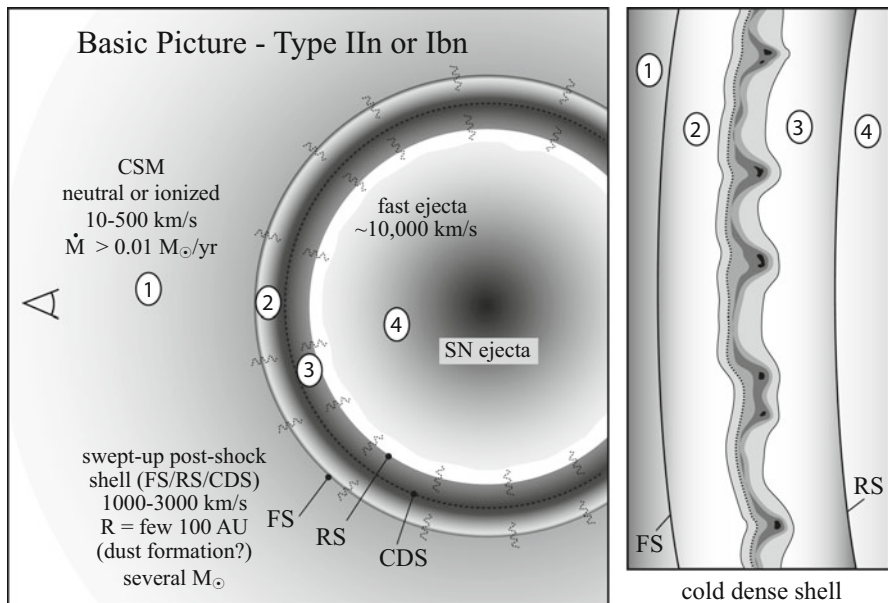 Basic Picture - Type IIn or Ibn
CSM
neutral or ionized
10-500 km/s
Ṁ > 0.01 M☉/yr
1
2
3
4
fast ejecta
~10,000 km/s
SN ejecta
swept-up post-shock
shell (FS/RS/CDS)
1000-3000 km/s
R = few 100 AU
(dust formation?)
several M☉
FS
RS
CDS
1
2
3
4
FS
RS
cold dense shell